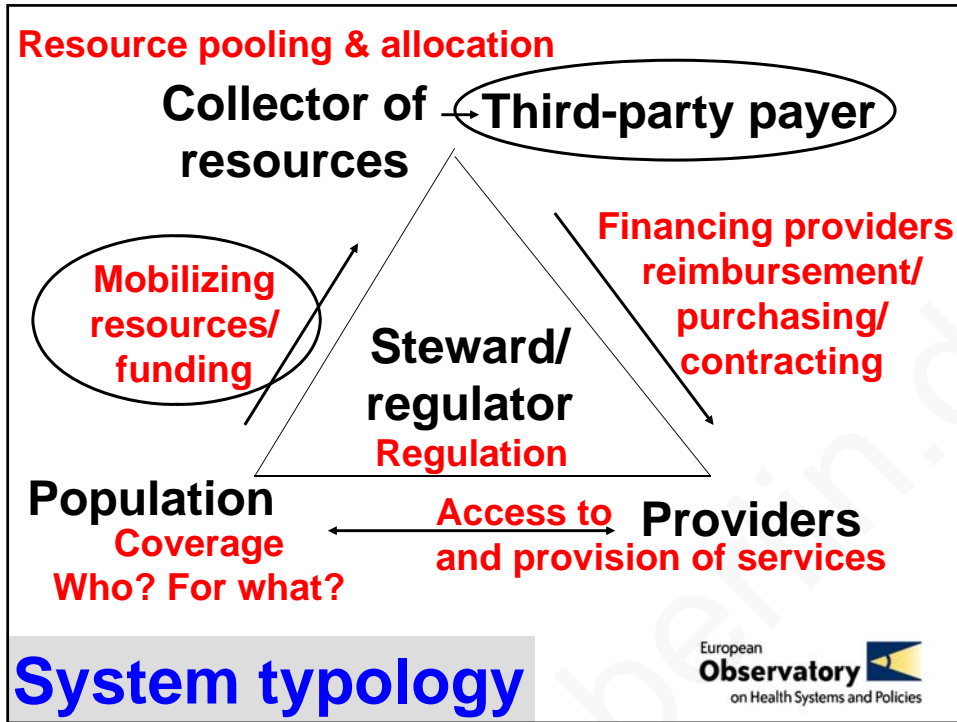 Resource pooling & allocation
Collector of
resources
Third-party payer
Mobilizing
resources/
funding
Financing providers
reimbursement/
purchasing/
contracting
Steward/
regulator
Regulation
Population
Coverage
Who? For what?
Access to
and provision of services
Providers
System typology
European
Observatory
on Health Systems and Policies
berlin.d